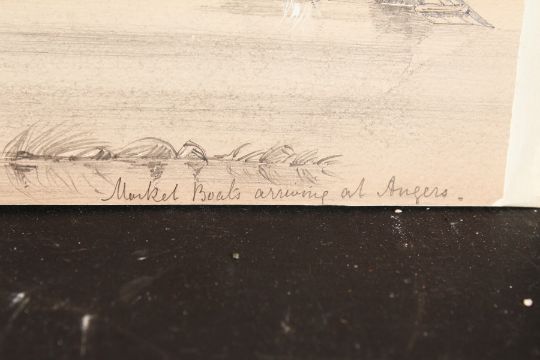 Market Boats arriving at Angers.